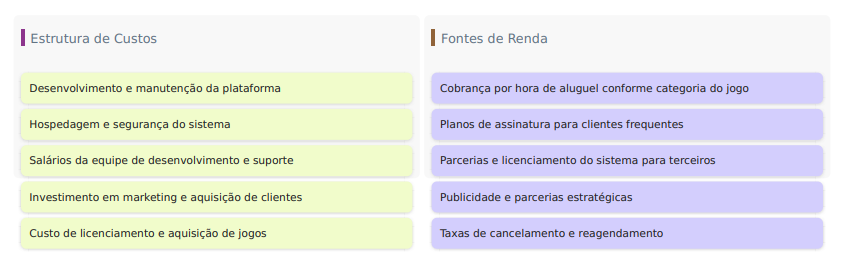 Estrutura de Custos
Desenvolvimento e manutenção da plataforma
Hospedagem e segurança do sistema
Salários da equipe de desenvolvimento e suporte
Investimento em marketing e aquisição de clientes
Custo de licenciamento e aquisição de jogos
Fontes de Renda
Cobrança por hora de aluguel conforme categoria do jogo
Planos de assinatura para clientes frequentes
Parcerias e licenciamento do sistema para terceiros
Publicidade e parcerias estratégicas
Taxas de cancelamento e reagendamento